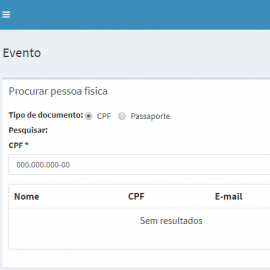 Evento
Procurar pessoa física
Tipo de documento: CPF Passaporte
Pesquisar:
CPF *
000.000.000-00
Nome CPF E-mail
Sem resultados